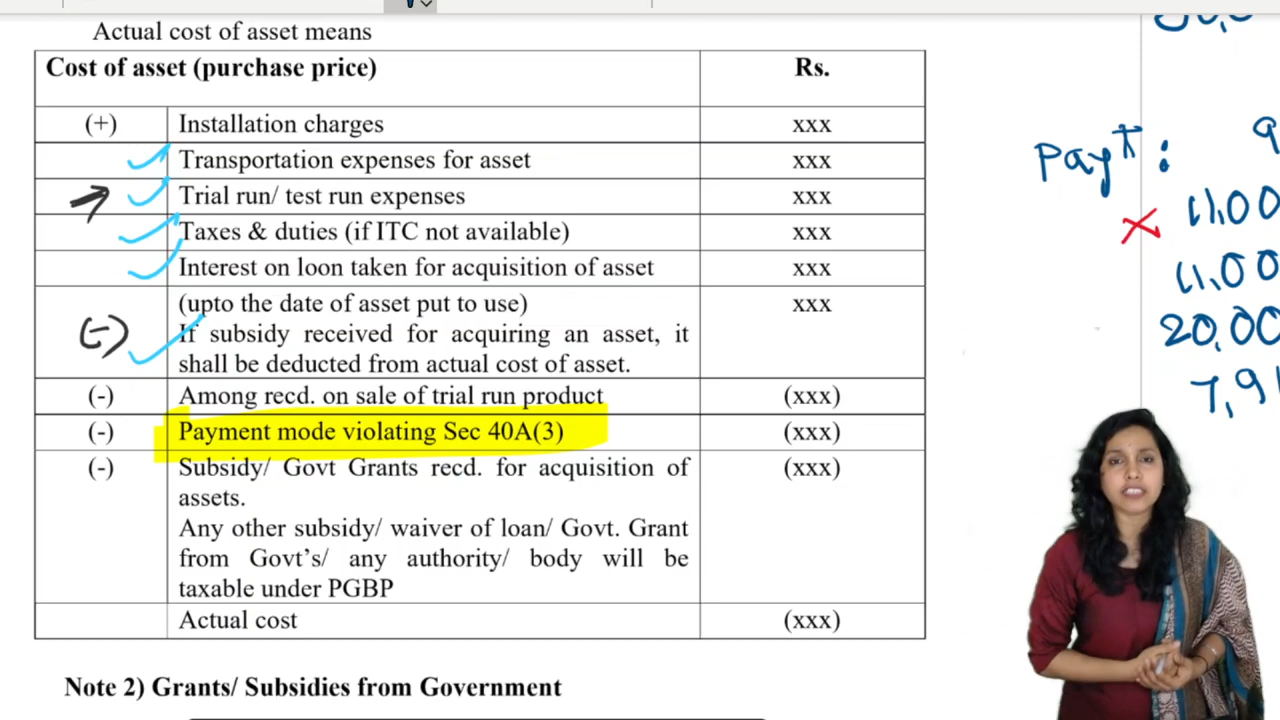 Actual cost of asset means
Cost of asset (purchase price) Rs.
(+) Installation charges xxx
Transportation expenses for asset xxx
Trial run/ test run expenses xxx
Taxes & duties (if ITC not available) xxx
Interest on loon taken for acquisition of asset xxx
(upto the date of asset put to use) xxx
(-) If subsidy received for acquiring an asset, it
shall be deducted from actual cost of asset.
(-) Among recd. on sale of trial run product (xxx)
(-) Payment mode violating Sec 40A(3) (xxx)
(-) Subsidy/ Govt Grants recd. for acquisition of (xxx)
assets.
Any other subsidy/ waiver of loan/ Govt. Grant
from Govt's/ any authority/ body will be
taxable under PGBP
Actual cost (xxx)
Note 2) Grants/ Subsidies from Government
Payt : 9
11,00
11,00
20,00
7,91